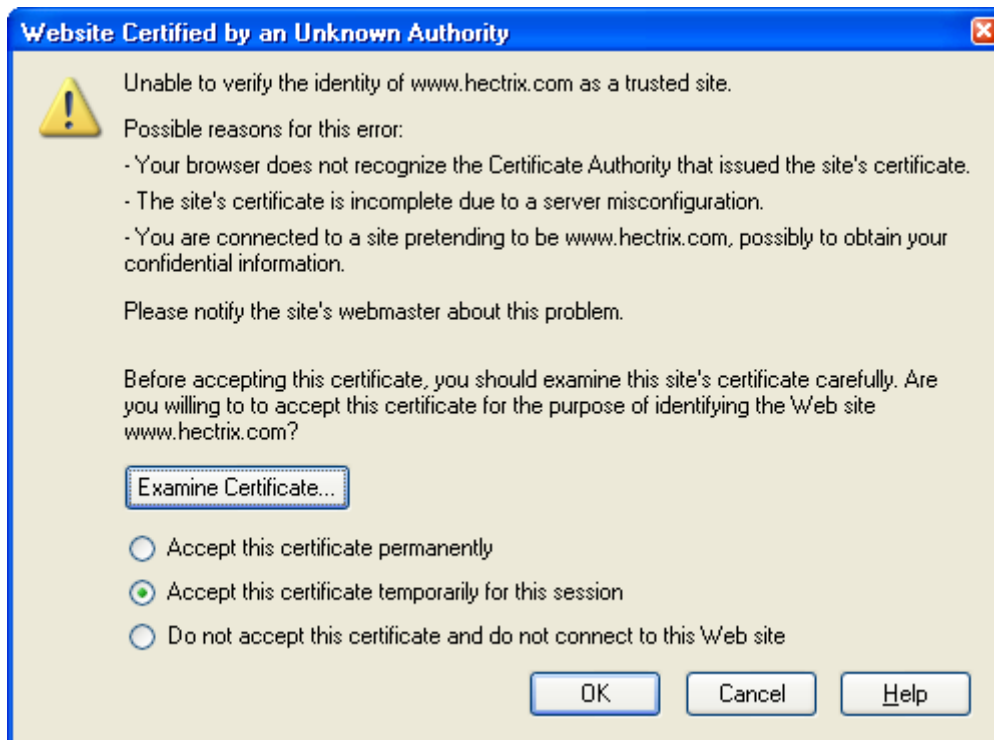 Website Certified by an Unknown Authority
Unable to verify the identity of www.hectrix.com as a trusted site.
Possible reasons for this error:
- Your browser does not recognize the Certificate Authority that issued the site's certificate.
- The site's certificate is incomplete due to a server misconfiguration.
- You are connected to a site pretending to be www.hectrix.com, possibly to obtain your
confidential information.
Please notify the site's webmaster about this problem.
Before accepting this certificate, you should examine this site's certificate carefully. Are
you willing to to accept this certificate for the purpose of identifying the Web site
www.hectrix.com?
Examine Certificate...
Accept this certificate permanently
Accept this certificate temporarily for this session
Do not accept this certificate and do not connect to this Web site
OK Cancel Help